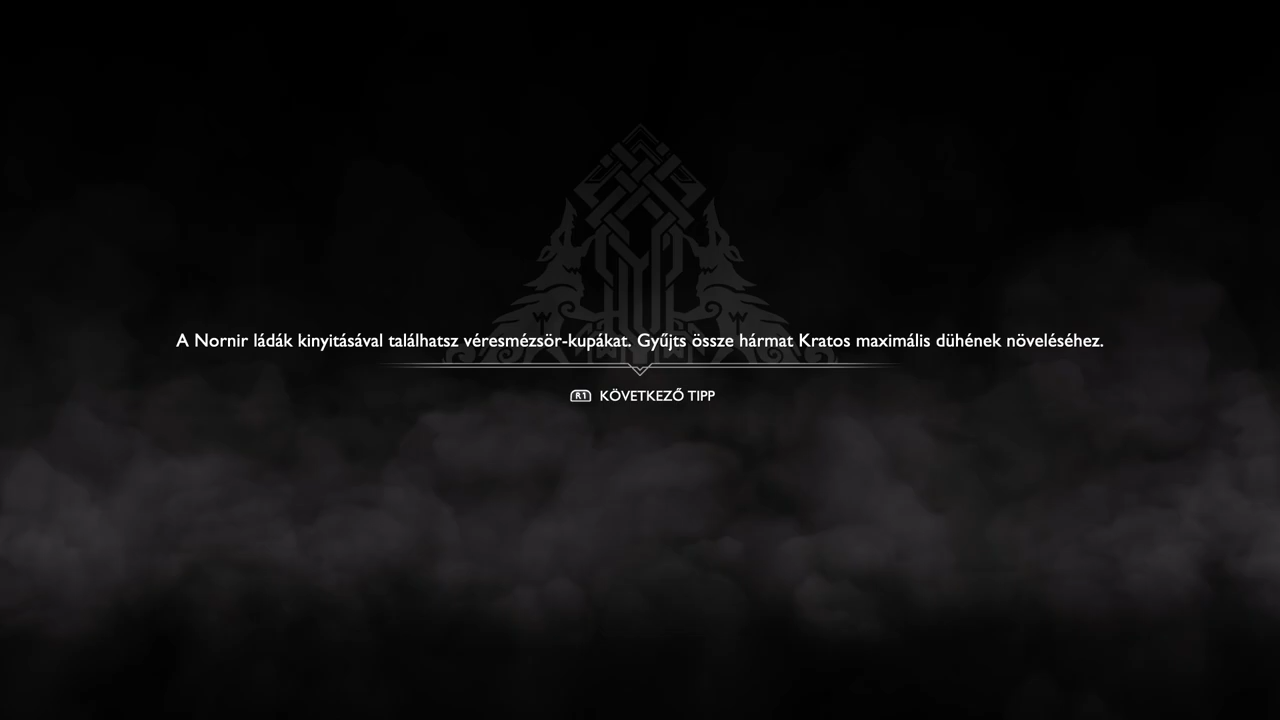 A Nornir ládák kinyitásával találhatsz véresmézsör-kupákat. Gyűjts össze hármat Kratos maximális dühének növeléséhez.
R1 KÖVETKEZŐ TIPP